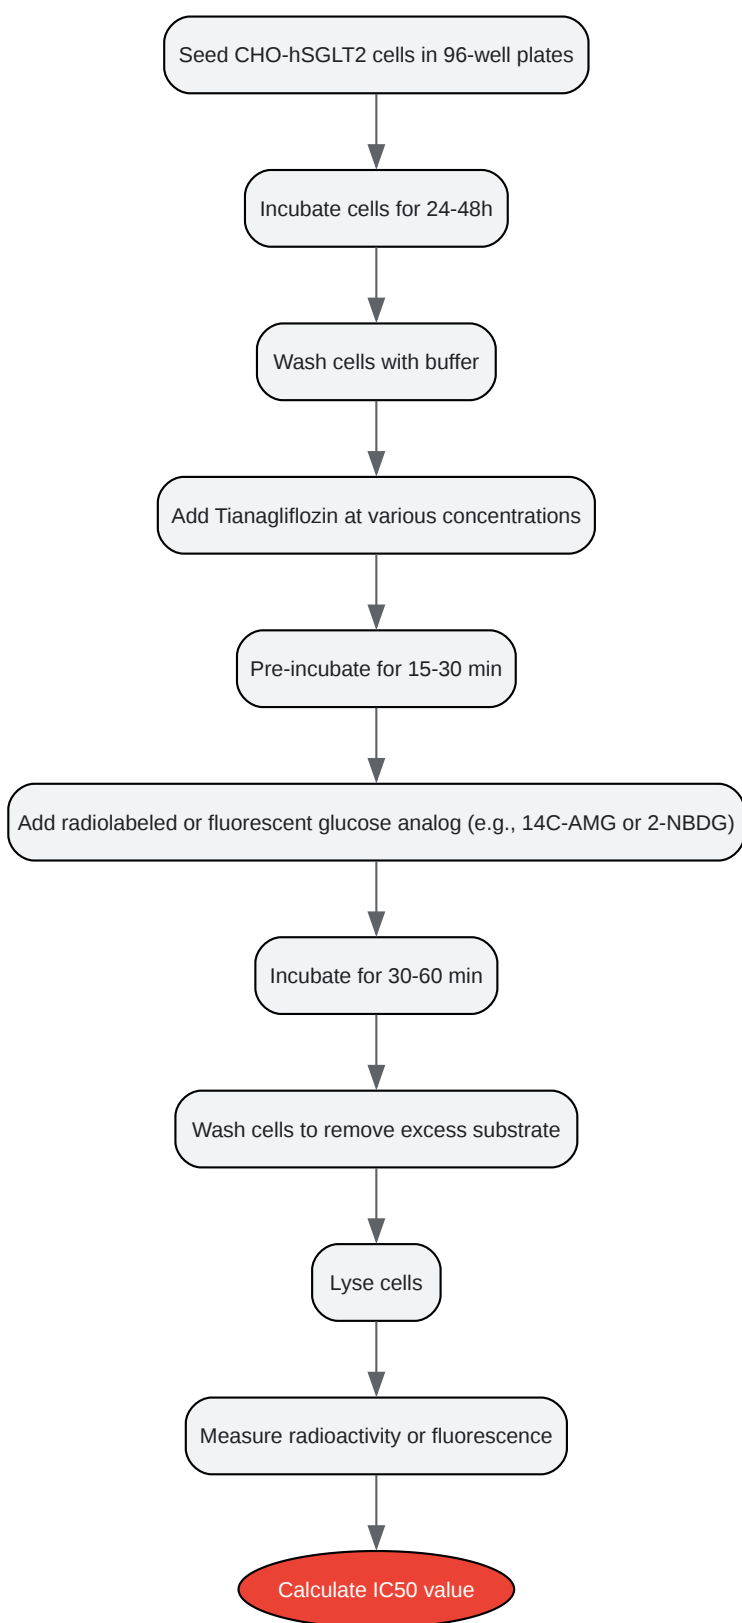 Seed CHO-hSGLT2 cells in 96-well plates
Incubate cells for 24-48h
Wash cells with buffer
Add Tianagliflozin at various concentrations
Pre-incubate for 15-30 min
Add radiolabeled or fluorescent glucose analog (e.g., 14C-AMG or 2-NBDG)
Incubate for 30-60 min
Wash cells to remove excess substrate
Lyse cells
Measure radioactivity or fluorescence
Calculate IC50 value